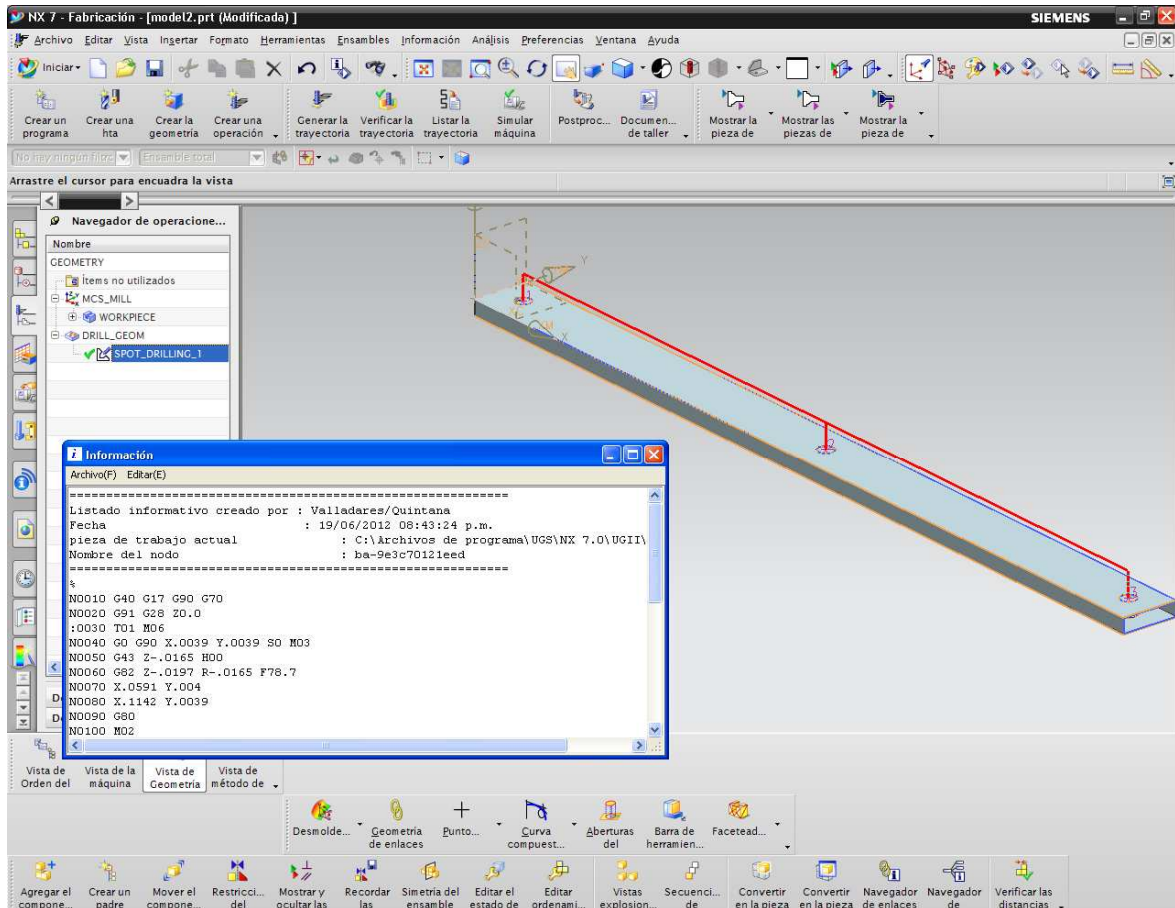 NX 7 - Fabricación - [model2.prt (Modificada) ]
SIEMENS
Archivo Editar Vista Insertar Formato Herramientas Ensambles Información Análisis Preferencias Ventana Ayuda
Iniciar
Crear un programa
Crear una hta
Crear la geometría
Crear una operación
Generar la trayectoria
Verificar la trayectoria
Listar la trayectoria
Simular máquina
Postproc...
Documen... de taller
Mostrar la pieza de
Mostrar las piezas de
Mostrar la pieza de
No hay ningún filtro
Ensamble total
Arrastre el cursor para encuadra la vista
Navegador de operacione...
Nombre
GEOMETRY
Ítems no utilizados
MCS_MILL
WORKPIECE
DRILL_GEOM
SPOT_DRILLING_1
Información
Archivo(F) Editar(E)
============================================================
Listado informativo creado por : Valladares/Quintana
Fecha : 19/06/2012 08:43:24 p.m.
pieza de trabajo actual : C:\Archivos de programa\UGS\NX 7.0\UGII\
Nombre del nodo : ba-9e3c70121eed
============================================================
%
N0010 G40 G17 G90 G70
N0020 G91 G28 Z0.0
:0030 T01 M06
N0040 G0 G90 X.0039 Y.0039 S0 M03
N0050 G43 Z-.0165 H00
N0060 G82 Z-.0197 R-.0165 F78.7
N0070 X.0591 Y.004
N0080 X.1142 Y.0039
N0090 G80
N0100 M02
Vista de Orden del
Vista de la máquina
Vista de Geometría
Vista de método de
Desmolde...
Geometría de enlaces
Punto...
Curva compuest...
Aberturas del
Barra de herramien...
Facetead...
Agregar el compone...
Crear un padre
Mover el compone...
Restricci... del
Mostrar y ocultar las
Recordar las
Simetría del ensamble
Editar el estado de
Editar ordenami...
Vistas explosion...
Secuenci... de
Convertir en la pieza
Convertir en la pieza
Navegador de enlaces
Navegador de
Verificar las distancias